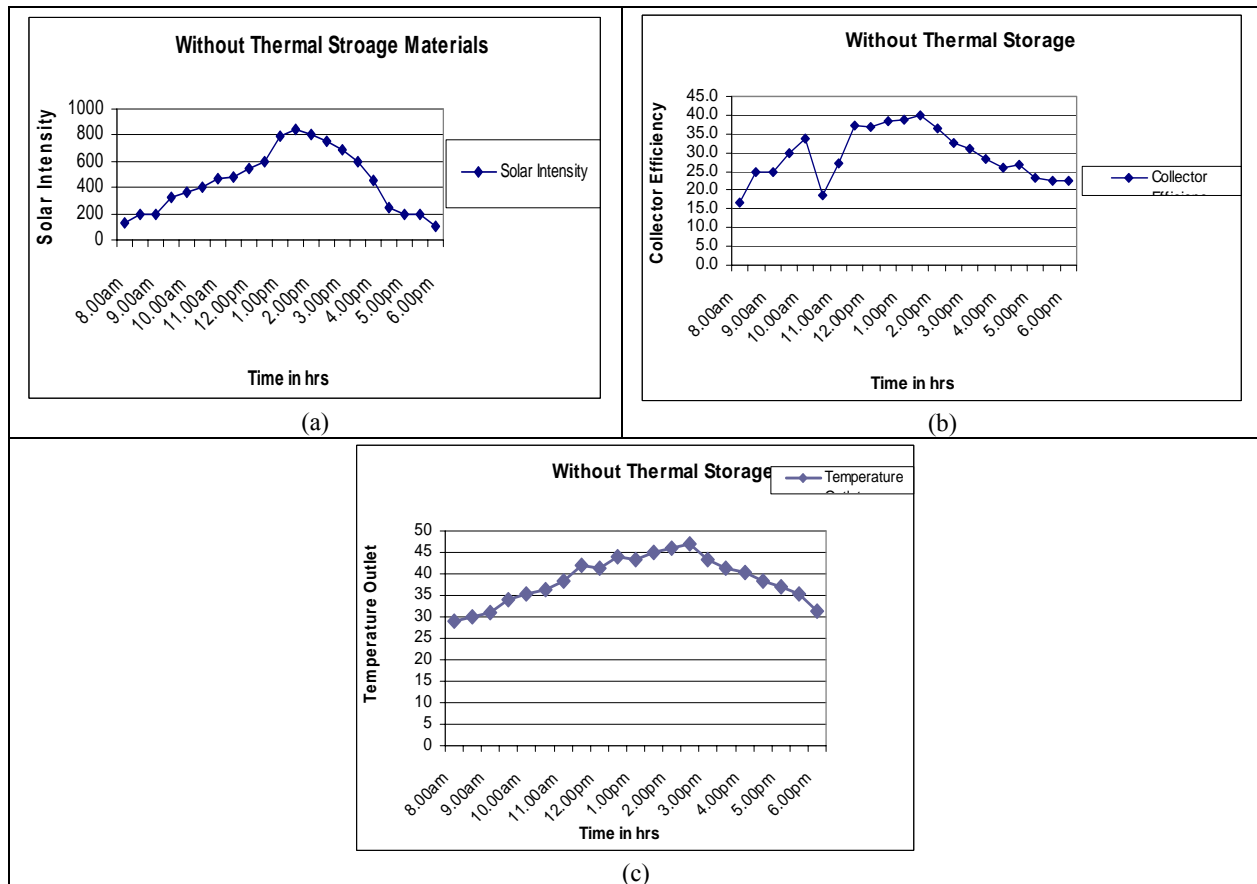 Without Thermal Stroage Materials
1000
800
600
400
200
0
Solar Intensity
8.00am
9.00am
10.00am
11.00am
12.00pm
1.00pm
2.00pm
3.00pm
4.00pm
5.00pm
6.00pm
Time in hrs
Solar Intensity
(a)
Without Thermal Storage
45.0
40.0
35.0
30.0
25.0
20.0
15.0
10.0
5.0
0.0
Collector Efficiency
8.00am
9.00am
10.00am
11.00am
12.00pm
1.00pm
2.00pm
3.00pm
4.00pm
5.00pm
6.00pm
Time in hrs
Collector
(b)
Without Thermal Storage
Temperature
50
45
40
35
30
25
20
15
10
5
0
Temperature Outlet
8.00am
9.00am
10.00am
11.00am
12.00pm
1.00pm
2.00pm
3.00pm
4.00pm
5.00pm
6.00pm
Time in hrs
(c)